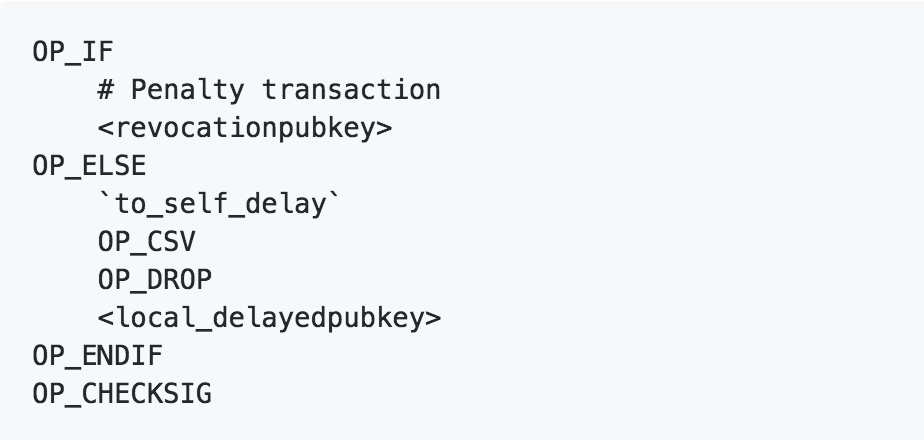 OP_IF
    # Penalty transaction
    <revocationpubkey>
OP_ELSE
    `to_self_delay`
    OP_CSV
    OP_DROP
    <local_delayedpubkey>
OP_ENDIF
OP_CHECKSIG